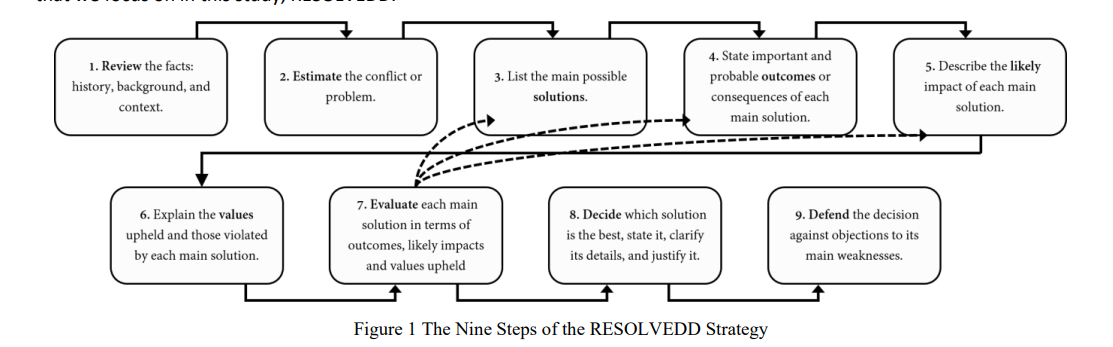 that we focus on in this study, RESOLVEDD.
1. Review the facts:
history, background, and
context.
2. Estimate the conflict or
problem.
3. List the main possible
solutions.
4. State important and
probable outcomes or
consequences of each
main solution.
5. Describe the likely
impact of each main
solution.
6. Explain the values
upheld and those violated
by each main solution.
7. Evaluate each main
solution in terms of
outcomes, likely impacts
and values upheld
8. Decide which solution
is the best, state it, clarify
its details, and justify it.
9. Defend the decision
against objections to its
main weaknesses.
Figure 1 The Nine Steps of the RESOLVEDD Strategy